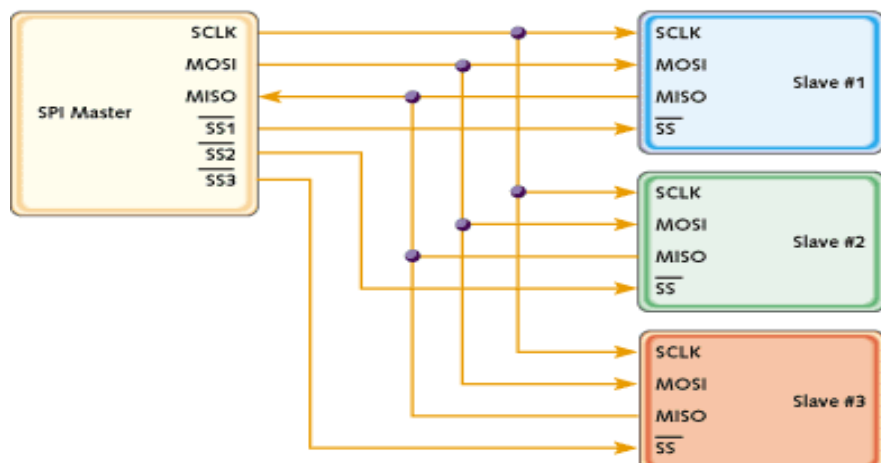 SPI Master
SCLK
MOSI
MISO
SS1
SS2
SS3
SCLK
MOSI
MISO
SS
Slave #1
SCLK
MOSI
MISO
SS
Slave #2
SCLK
MOSI
MISO
SS
Slave #3